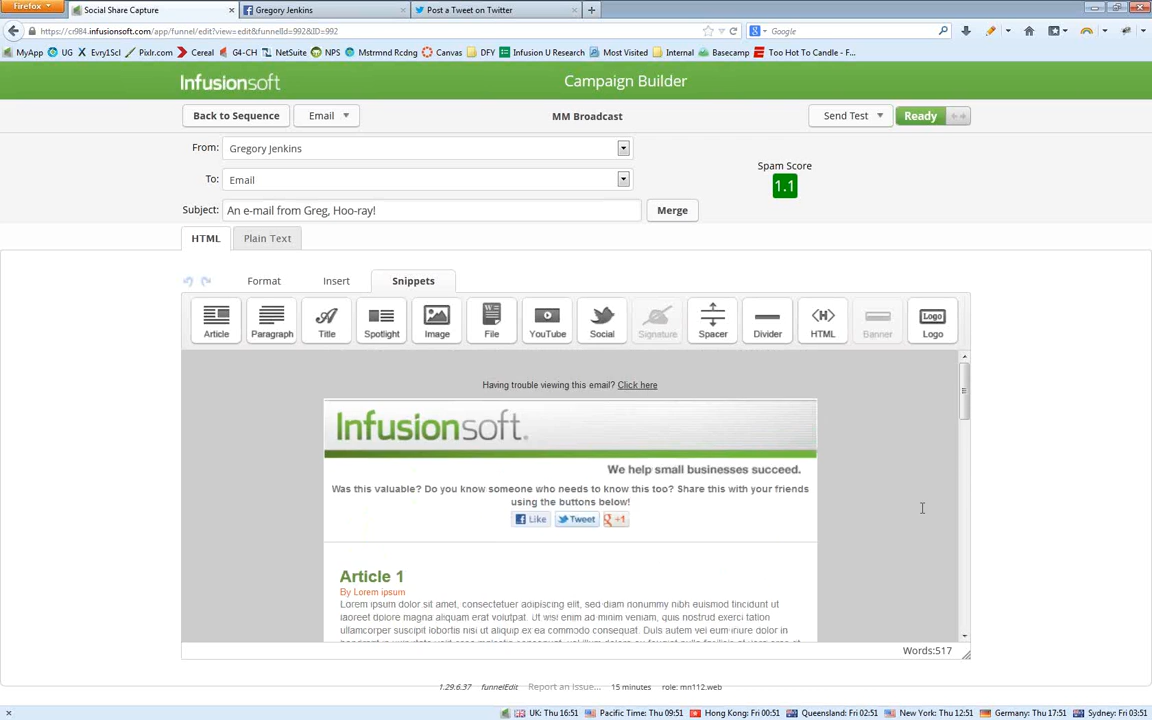 Firefox
Social Share Capture
Gregory Jenkins
Post a Tweet on Twitter
https://cr984.infusionsoft.com/app/funnel/edit?view=edit&funnelId=992&ID=992
Google
MyApp UG Evry1Scl Pixlr.com Cereal G4-CH NetSuite NPS Mstrmnd Rcdng Canvas DFY Infusion U Research Most Visited Internal Basecamp Too Hot To Candle - F...
Infusionsoft
Campaign Builder
Back to Sequence
Email
MM Broadcast
Send Test
Ready
From: Gregory Jenkins
Spam Score
To: Email
1.1
Subject: An e-mail from Greg, Hoo-ray!
Merge
HTML
Plain Text
Format
Insert
Snippets
Article Paragraph Title Spotlight Image File YouTube Social Signature Spacer Divider HTML Banner Logo
Having trouble viewing this email? Click here
Infusionsoft.
We help small businesses succeed.
Was this valuable? Do you know someone who needs to know this too? Share this with your friends
using the buttons below!
Like
Tweet
+1
Article 1
By Lorem ipsum
Lorem ipsum dolor sit amet, consectetuer adipiscing elit, sed diam nonummy nibh euismod tincidunt ut
laoreet dolore magna aliquam erat volutpat. Ut wisi enim ad minim veniam, quis nostrud exerci tation
ullamcorper suscipit lobortis nisl ut aliquip ex ea commodo consequat. Duis autem vel eum iriure dolor in
Words:517
1.29.6.37 funnelEdit Report an Issue... 15 minutes role: mn112.web
UK: Thu 16:51 Pacific Time: Thu 09:51 Hong Kong: Fri 00:51 Queensland: Fri 02:51 New York: Thu 12:51 Germany: Thu 17:51 Sydney: Fri 03:51